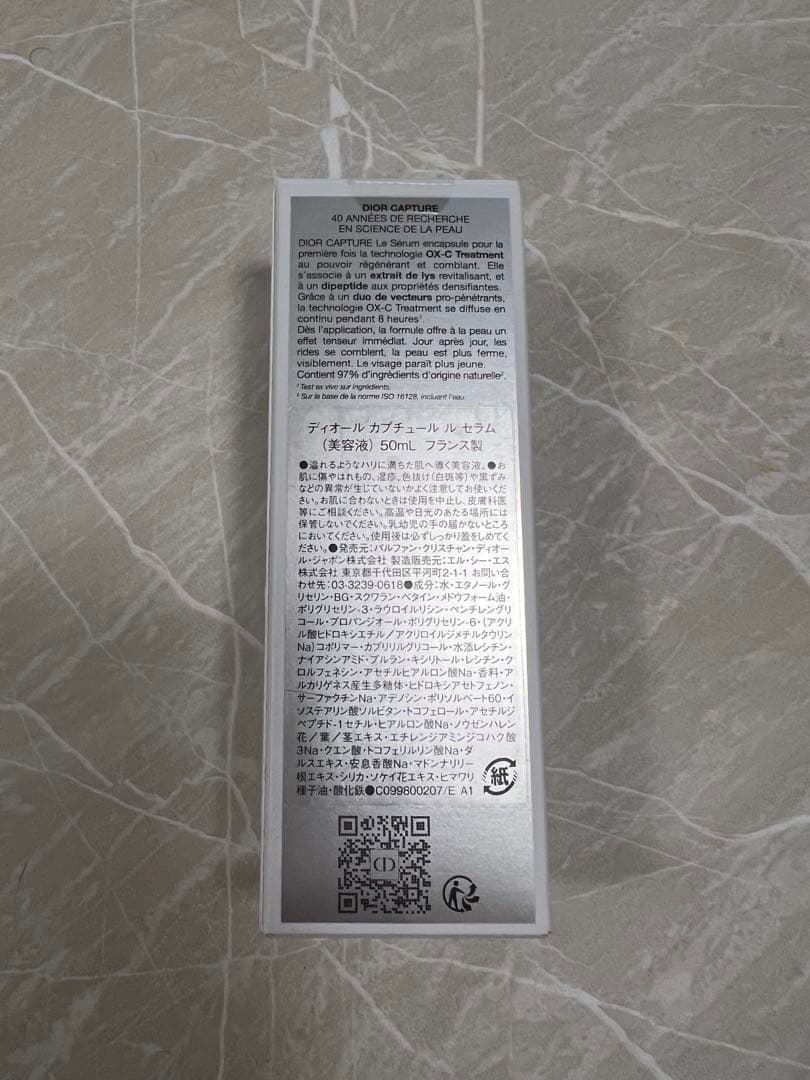 DIOR CAPTURE
40 ANNÉES DE RECHERCHE
EN SCIENCE DE LA PEAU
DIOR CAPTURE Le Sérum encapsule pour la
première fois la technologie OX-C Treatment
au pouvoir régénérant et comblant. Elle
s'associe à un extrait de lys revitalisant, et
à un dipeptide aux propriétés densifiantes.
Grâce à un duo de vecteurs pro-pénétrants,
la technologie OX-C Treatment se diffuse en
continu pendant 8 heures¹.
Dès l'application, la formule offre à la peau un
effet tenseur immédiat. Jour après jour, les
rides se comblent, la peau est plus ferme,
visiblement. Le visage paraît plus jeune.
Contient 97% d'ingrédients d'origine naturelle².
¹ Test ex vivo sur ingrédients.
² Sur la base de la norme ISO 16128, incluant l'eau.
ディオール カプチュール ル セラム
(美容液) 50mL フランス製
●溢れるようなハリに満ちた肌へ導く美容液。●お
肌に傷やはれもの、湿疹、色抜け(白斑等)や黒ずみ
などの異常が生じていないかよく注意してお使いくだ
さい。お肌に合わないときは使用を中止し、皮膚科医
等にご相談ください。高温や日光のあたる場所には
保管しないでください。乳幼児の手の届かないところ
においてください。使用後は必ずしっかり蓋をしめてく
ださい。●発売元:パルファン・クリスチャン・ディオー
ル・ジャポン株式会社 製造販売元:エル・シー・エス
株式会社 東京都千代田区平河町2-1-1 お問い合
わせ先:03-3239-0618●成分:水・エタノール・グ
リセリン・BG・スクワラン・ベタイン・メドウフォーム油・
ポリグリセリン-3・ラウロイルリシン・ペンチレングリ
コール・プロパンジオール・ポリグリセリン-6・(アクリ
ル酸ヒドロキシエチル/アクリロイルジメチルタウリン
Na)コポリマー・カプリリルグリコール・水添レシチン・
ナイアシンアミド・プルラン・キシリトール・レシチン・ク
ロルフェネシン・アセチルヒアルロン酸Na・香料・ア
ルカリゲネス産生多糖体・ヒドロキシアセトフェノン・
サーファクチンNa・アデノシン・ポリソルベート60・イ
ソステアリン酸ソルビタン・トコフェロール・アセチルジ
ペプチド-1セチル・ヒアルロン酸Na・ノウゼンハレン
花/葉/茎エキス・エチレンジアミンジコハク酸
3Na・クエン酸・トコフェリルリン酸Na・ダ
ルスエキス・安息香酸Na・マドンナリリー
根エキス・シリカ・ソケイ花エキス・ヒマワリ
種子油・酸化鉄●C099800207/E A1
紙
CD